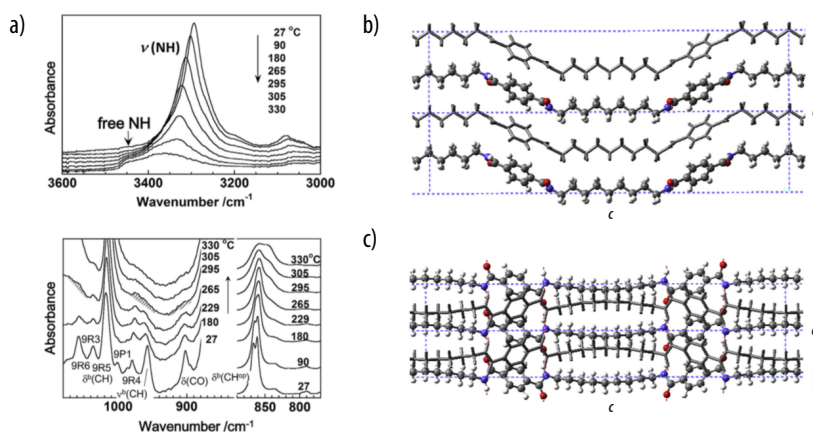 a)
ν (NH)
27 °C
90
180
265
295
305
330
free NH
Absorbance
3600 3400 3200 3000
Wavenumber /cm-1
330 °C
305
295
265
229
180
27
9R3
9R6
9R5
9P1
9R4
δᵇ(CH)
νᵇ(CH)
δ(CO)
δᵇ(CHᵒᵖ)
330°C
305
295
265
229
180
90
27
Absorbance
1000 900 850 800
Wavenumber /cm-1
b)
c
c)
c